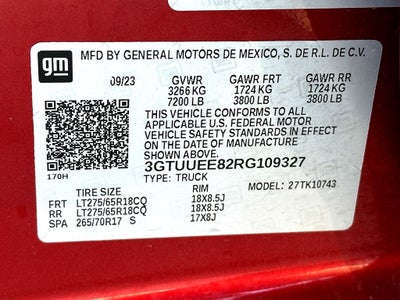 gm
MFD BY GENERAL MOTORS DE MEXICO, S. DE R.L. DE C.V.
09/23 GVWR GAWR FRT GAWR RR
3266 KG 1724 KG 1724 KG
7200 LB 3800 LB 3800 LB
THIS VEHICLE CONFORMS TO ALL
APPLICABLE U.S. FEDERAL MOTOR
VEHICLE SAFETY STANDARDS IN EFFECT
ON THE DATE OF MANUFACTURE
SHOWN ABOVE.
3GTUUEE82RG109327
170H TYPE: TRUCK
TIRE SIZE RIM MODEL: 27TK10743
FRT LT275/65R18CQ 18X8.5J
RR LT275/65R18CQ 18X8.5J
SPA 265/70R17 S 17X8J